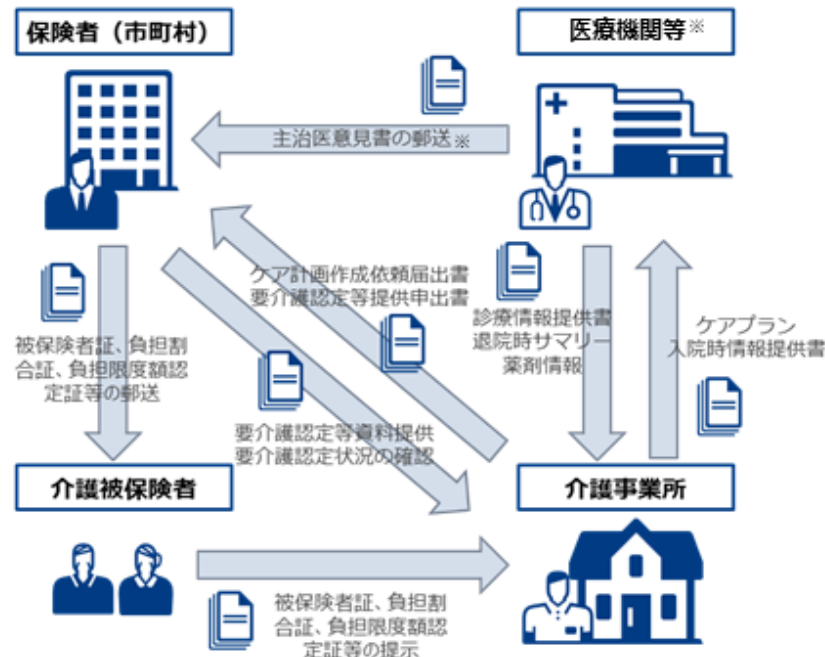 保険者（市町村）
医療機関等※
主治医意見書の郵送※
ケア計画作成依頼届出書
要介護認定等提供申出書
被保険者証、負担割
合証、負担限度額認
定証等の郵送
診療情報提供書
退院時サマリー
薬剤情報
ケアプラン
入院時情報提供書
要介護認定等資料提供
要介護認定状況の確認
介護被保険者
介護事業所
被保険者証、負担割
合証、負担限度額認
定証等の提示